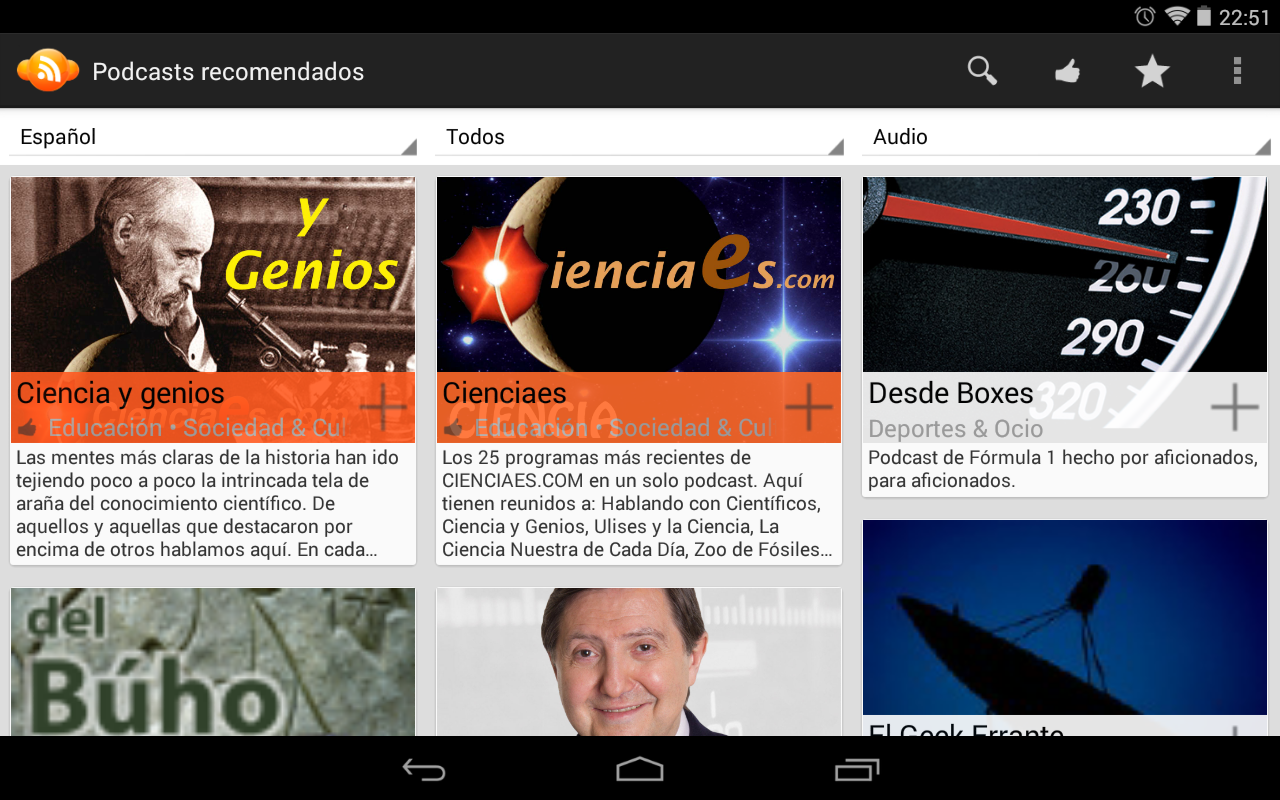 22:51
Podcasts recomendados
Español
Todos
Audio
y
Genios
Ciencia y genios
Cienciaes.com
Educación • Sociedad & Cul
Las mentes más claras de la historia han ido
tejiendo poco a poco la intrincada tela de
araña del conocimiento científico. De
aquellos y aquellas que destacaron por
encima de otros hablamos aquí. En cada...
ienciaes.com
Cienciaes
CIENCIA
Educación • Sociedad & Cul
Los 25 programas más recientes de
CIENCIAES.COM en un solo podcast. Aquí
tienen reunidos a: Hablando con Científicos,
Ciencia y Genios, Ulises y la Ciencia, La
Ciencia Nuestra de Cada Día, Zoo de Fósiles...
230
260
290
320
Desde Boxes
Deportes & Ocio
Podcast de Fórmula 1 hecho por aficionados,
para aficionados.
del
Búho
El Geek Errante